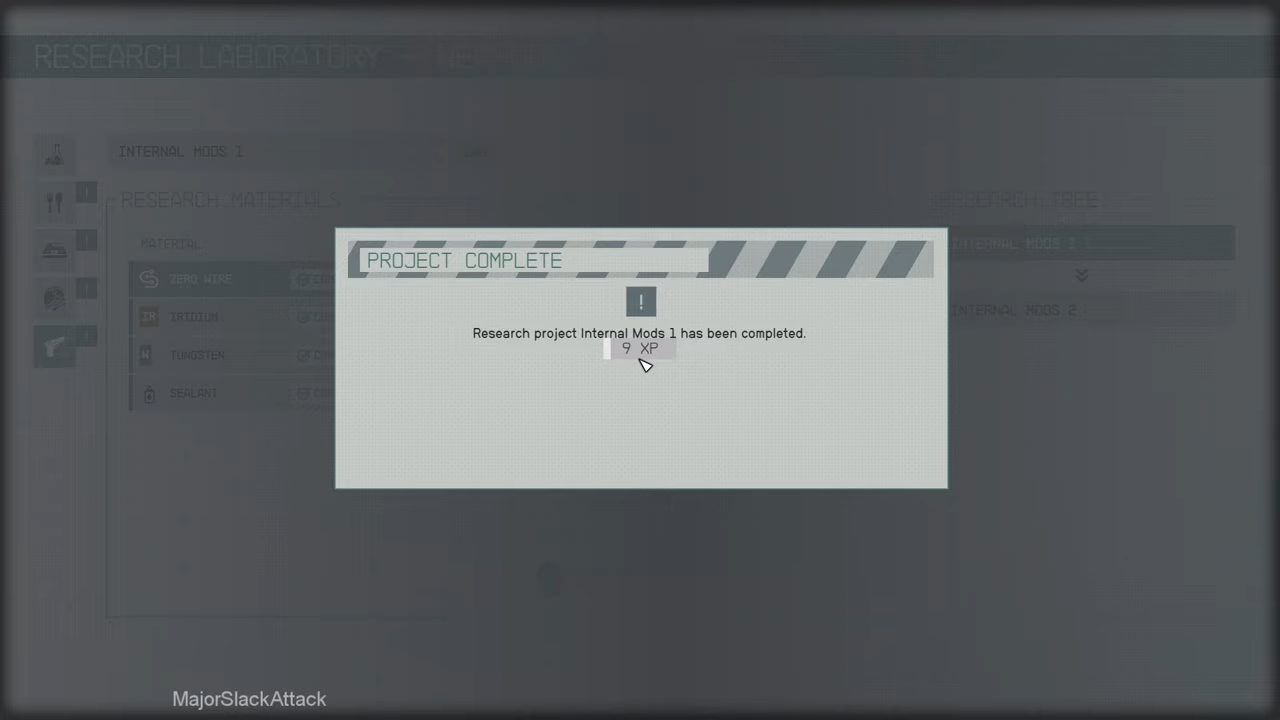 RESEARCH LABORATORY
INTERNAL MODS 1
RESEARCH MATERIALS
RESEARCH TREE
MATERIAL
INTERNAL MODS 1
PROJECT COMPLETE
ZERO WIRE
!
IR IRIDIUM
INTERNAL MODS 2
Research project Internal Mods 1 has been completed.
9 XP
TUNGSTEN
SEALANT
MajorSlackAttack